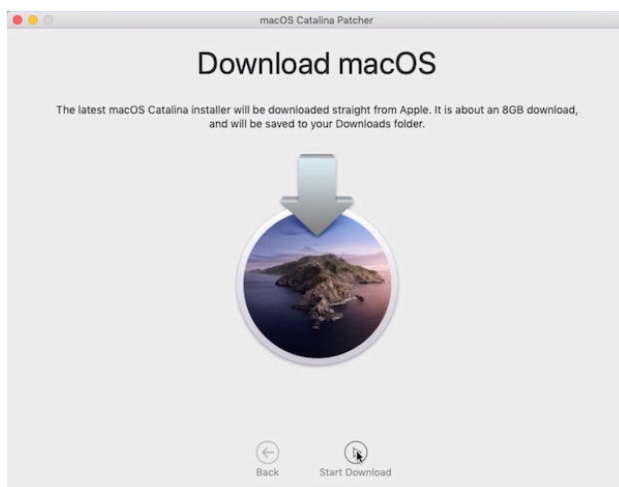 macOS Catalina Patcher
Download macOS
The latest macOS Catalina installer will be downloaded straight from Apple. It is about an 8GB download,
and will be saved to your Downloads folder.
Back
Start Download